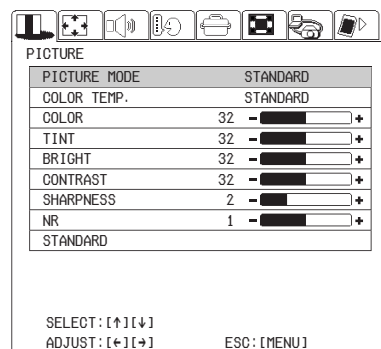 PICTURE
PICTURE MODE STANDARD
COLOR TEMP. STANDARD
COLOR 32 - +
TINT 32 - +
BRIGHT 32 - +
CONTRAST 32 - +
SHARPNESS 2 - +
NR 1 - +
STANDARD
SELECT:[↑][↓]
ADJUST:[←][→] ESC:[MENU]